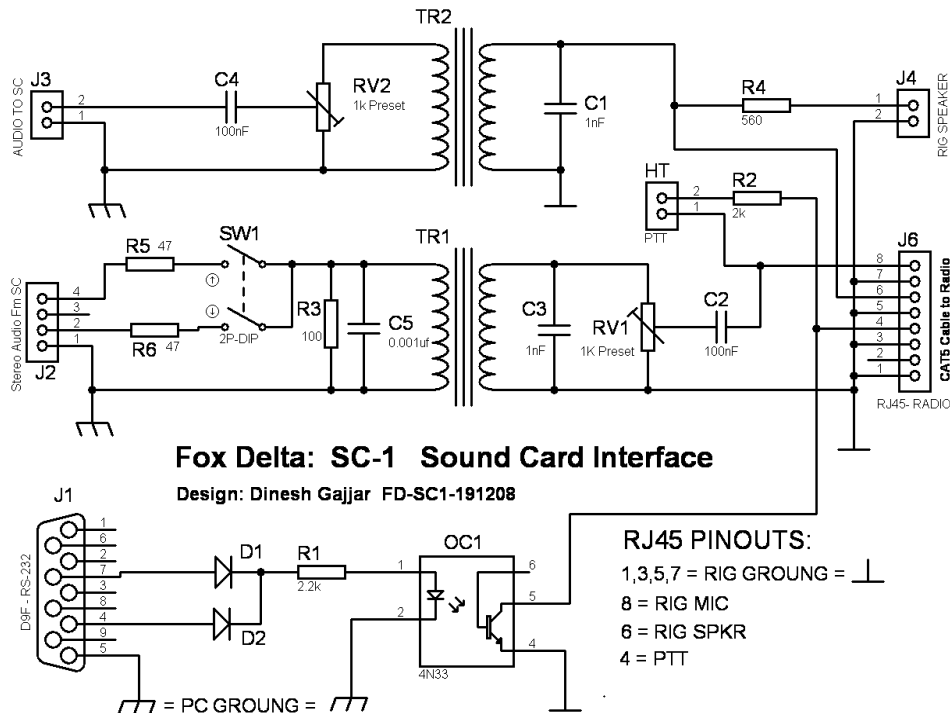 TR2
J3
AUDIO TO SC
2
1
C4
100nF
RV2
1k Preset
C1
1nF
R4
560
J4
1
2
RIG SPEAKER
HT
2
1
PTT
R2
2k
TR1
SW1
R5 47
4
3
2
1
Stereo Audio Fm SC
J2
R6 47
2P-DIP
R3
100
C5
0.001uf
C3
1nF
RV1
1K Preset
C2
100nF
J6
8
7
6
5
4
3
2
1
CAT5 Cable to Radio
RJ45- RADIO
Fox Delta: SC-1 Sound Card Interface
Design: Dinesh Gajjar FD-SC1-191208
J1
D9F - RS-232
1
6
2
7
3
8
4
9
5
D1
D2
R1
2.2k
OC1
1
2
6
5
4
4N33
= PC GROUNG =
RJ45 PINOUTS:
1,3,5,7 = RIG GROUNG =
8 = RIG MIC
6 = RIG SPKR
4 = PTT